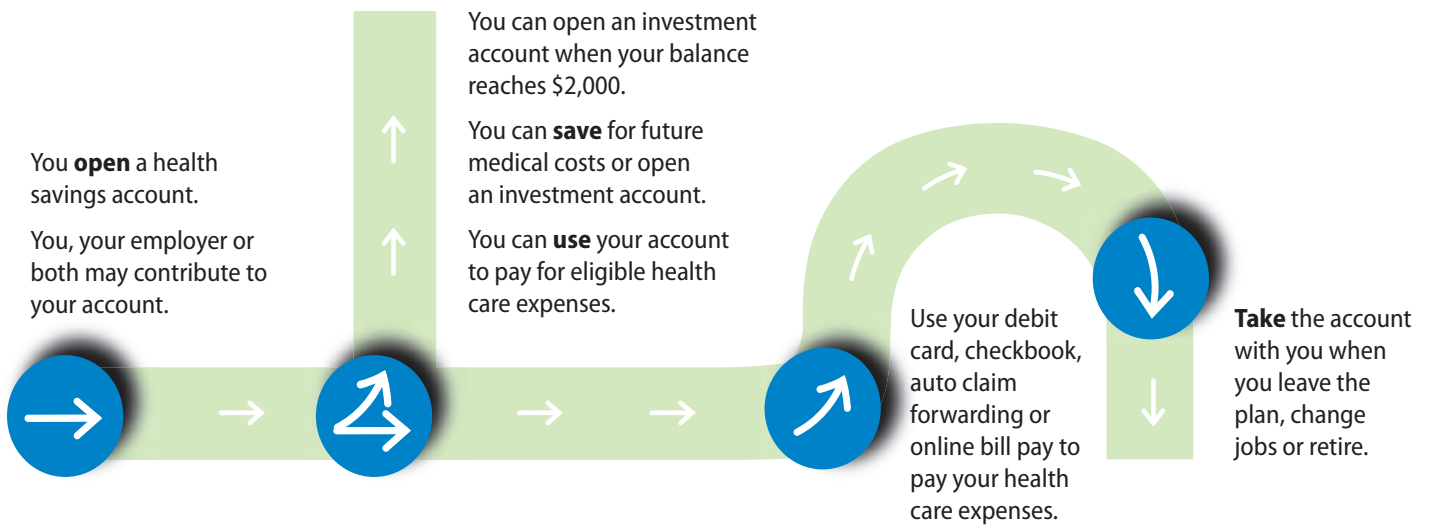 You open a health
savings account.
You, your employer or
both may contribute to
your account.
You can open an investment
account when your balance
reaches $2,000.
You can save for future
medical costs or open
an investment account.
You can use your account
to pay for eligible health
care expenses.
Use your debit
card, checkbook,
auto claim
forwarding or
online bill pay to
pay your health
care expenses.
Take the account
with you when
you leave the
plan, change
jobs or retire.